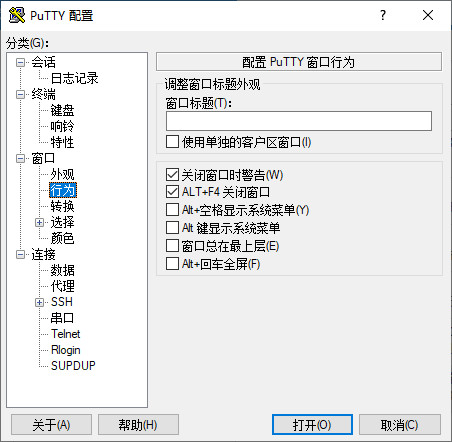 PuTTY 配置
?
分类(G):
会话
日志记录
终端
键盘
响铃
特性
窗口
外观
行为
转换
选择
颜色
连接
数据
代理
SSH
串口
Telnet
Rlogin
SUPDUP
配置 PuTTY 窗口行为
调整窗口标题外观
窗口标题(T):
使用单独的客户区窗口(I)
关闭窗口时警告(W)
ALT+F4 关闭窗口
Alt+空格显示系统菜单(Y)
Alt 键显示系统菜单
窗口总在最上层(E)
Alt+回车全屏(F)
关于(A)
帮助(H)
打开(O)
取消(C)